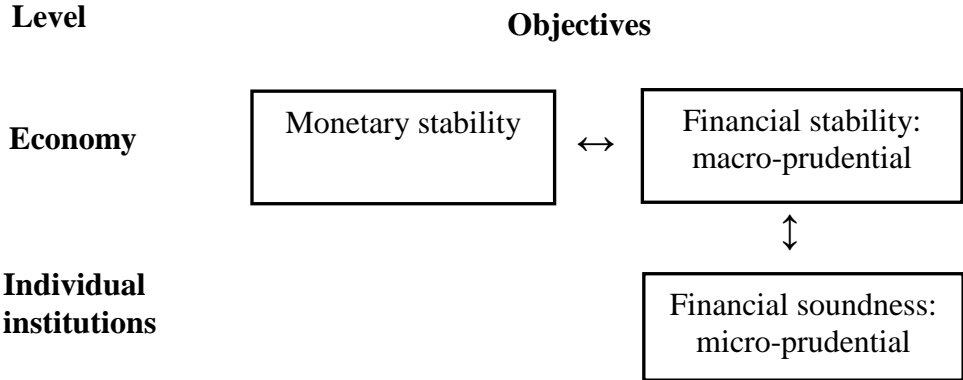 Level
Objectives
Economy
Monetary stability
↔
Financial stability:
macro-prudential
↕
Individual
institutions
Financial soundness:
micro-prudential